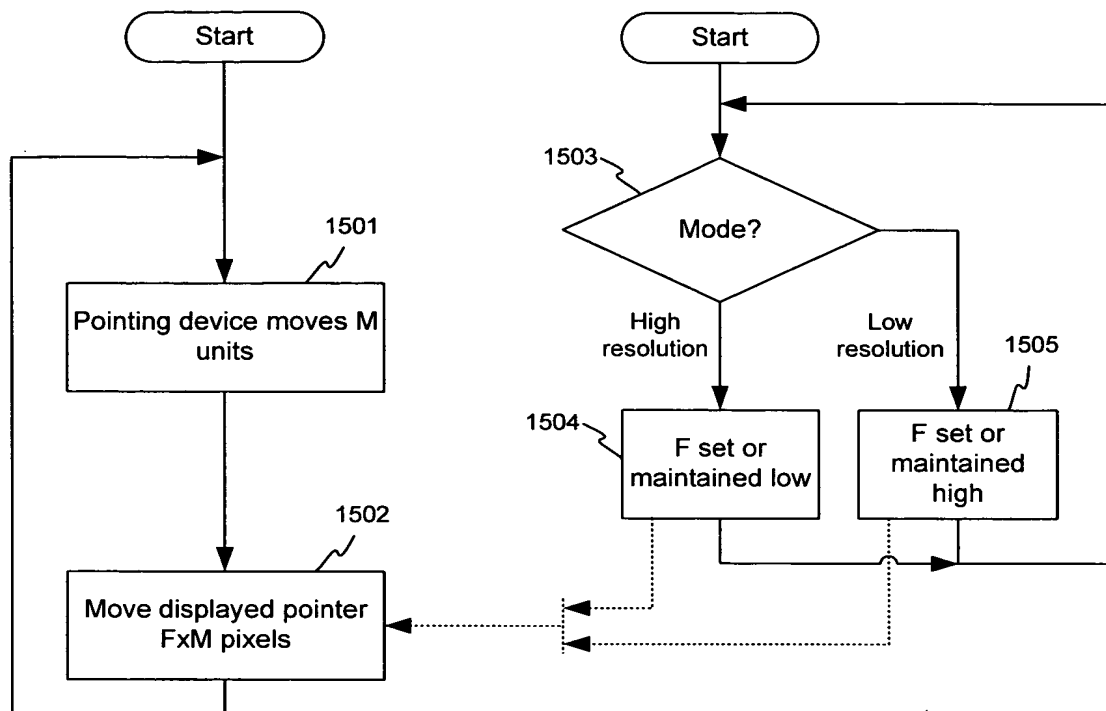 Start
1501
Pointing device moves M
units
1502
Move displayed pointer
FxM pixels
Start
1503
Mode?
High
resolution
Low
resolution
1504
F set or
maintained low
1505
F set or
maintained
high